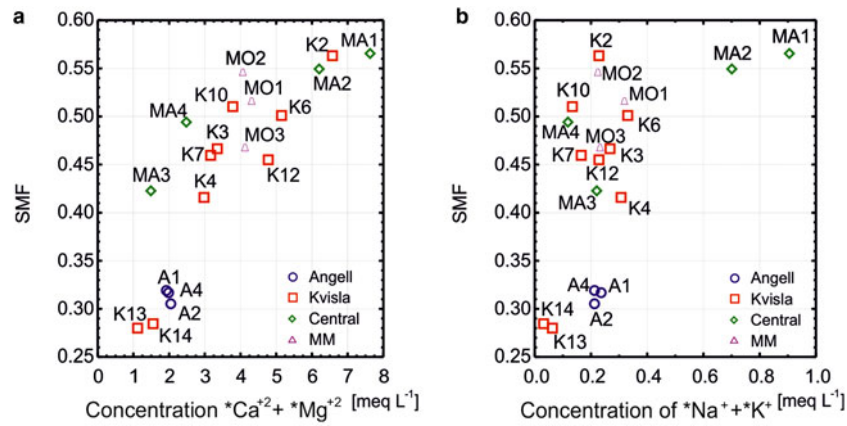 a
SMF
0.60
0.55
0.50
0.45
0.40
0.35
0.30
0.25
K2
MA1
MO2
MA2
K10
MO1
K6
MA4
K3
MO3
K7
K12
K4
MA3
A1
A4
A2
K13
K14
Angell
Kvisla
Central
MM
0 1 2 3 4 5 6 7 8
Concentration *Ca+2+ *Mg+2 [meq L-1]
b
SMF
0.60
0.55
0.50
0.45
0.40
0.35
0.30
0.25
K2
MA1
MO2
MA2
K10
MO1
MA4
K6
MO3
K7
K3
K12
MA3
K4
A4
A1
A2
K14
K13
Angell
Kvisla
Central
MM
0.0 0.2 0.4 0.6 0.8 1.0
Concentration of *Na+ +*K+ [meq L-1]